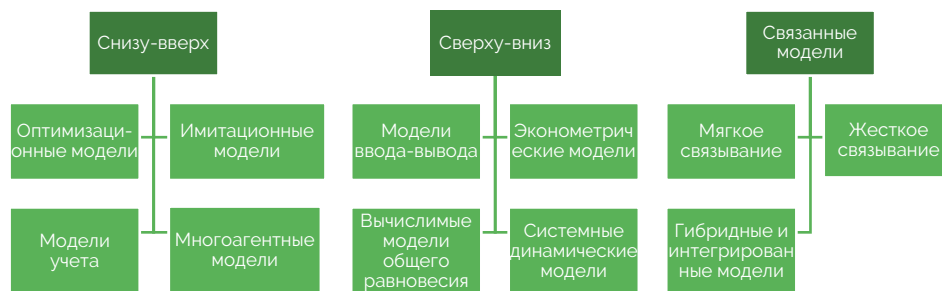 Снизу-вверх
Оптимизаци-
онные модели
Имитационные
модели
Модели
учета
Многоагентные
модели
Сверху-вниз
Модели
ввода-вывода
Эконометрич
еские модели
Вычислимые
модели
общего
равновесия
Системные
динамические
модели
Связанные
модели
Мягкое
связывание
Жесткое
связывание
Гибридные и
интегрирован
ные модели